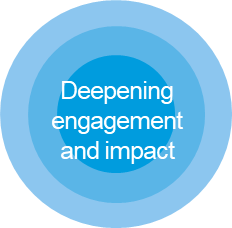 Deepening
engagement
and impact